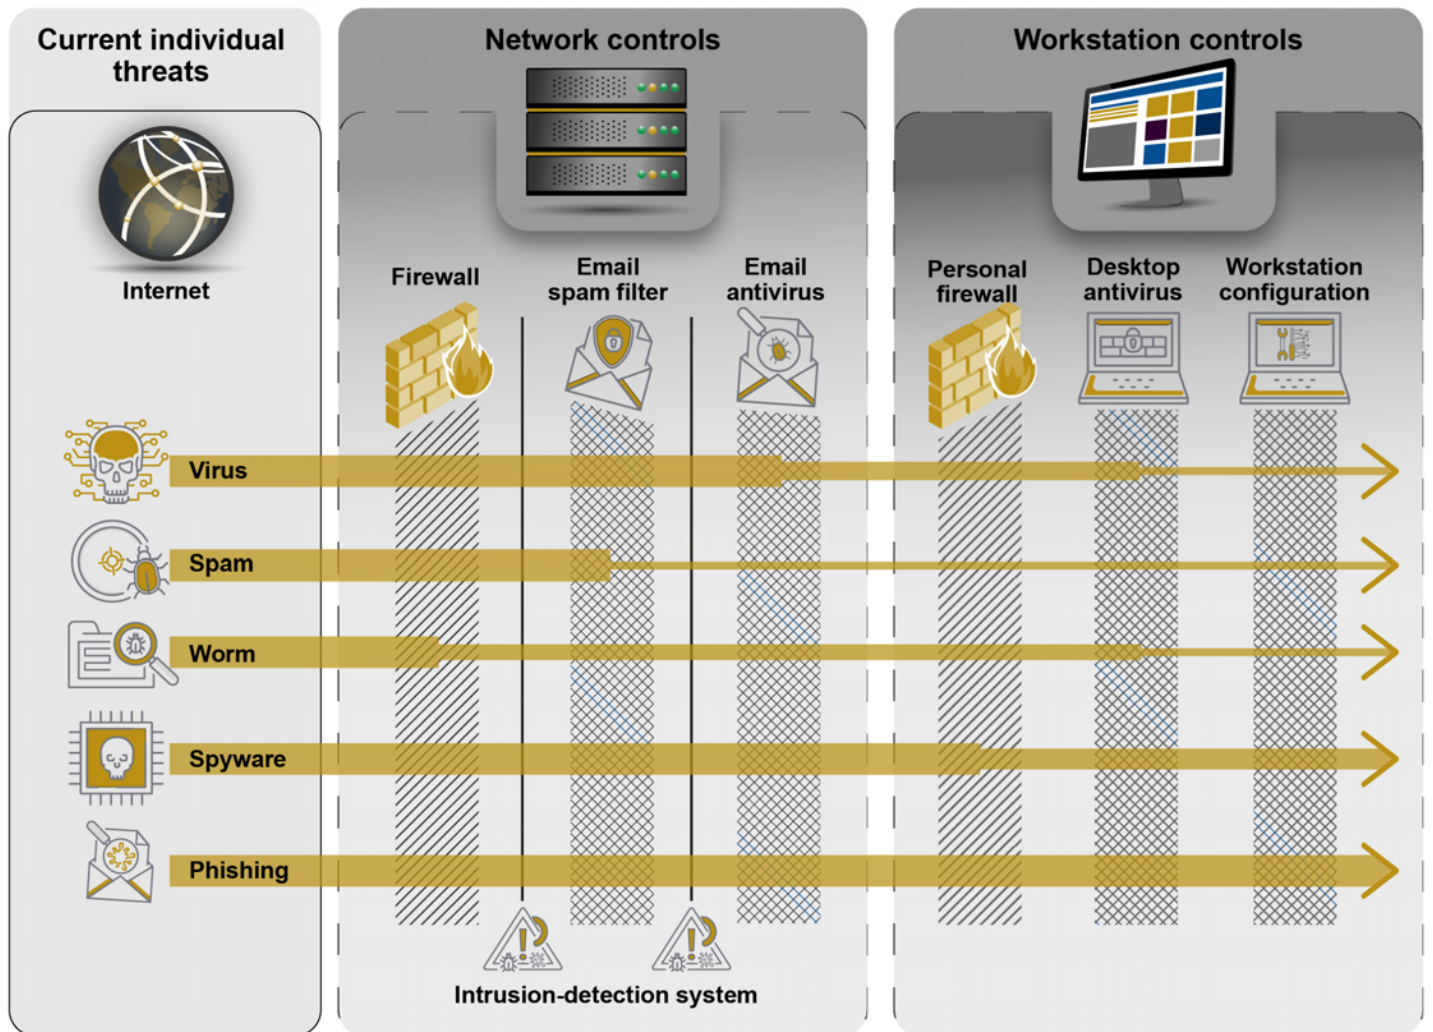 Current individual
threats
Network controls
Workstation controls
Internet
Firewall
Email
spam filter
Email
antivirus
Personal
firewall
Desktop
antivirus
Workstation
configuration
Virus
Spam
Worm
Spyware
Phishing
Intrusion-detection system